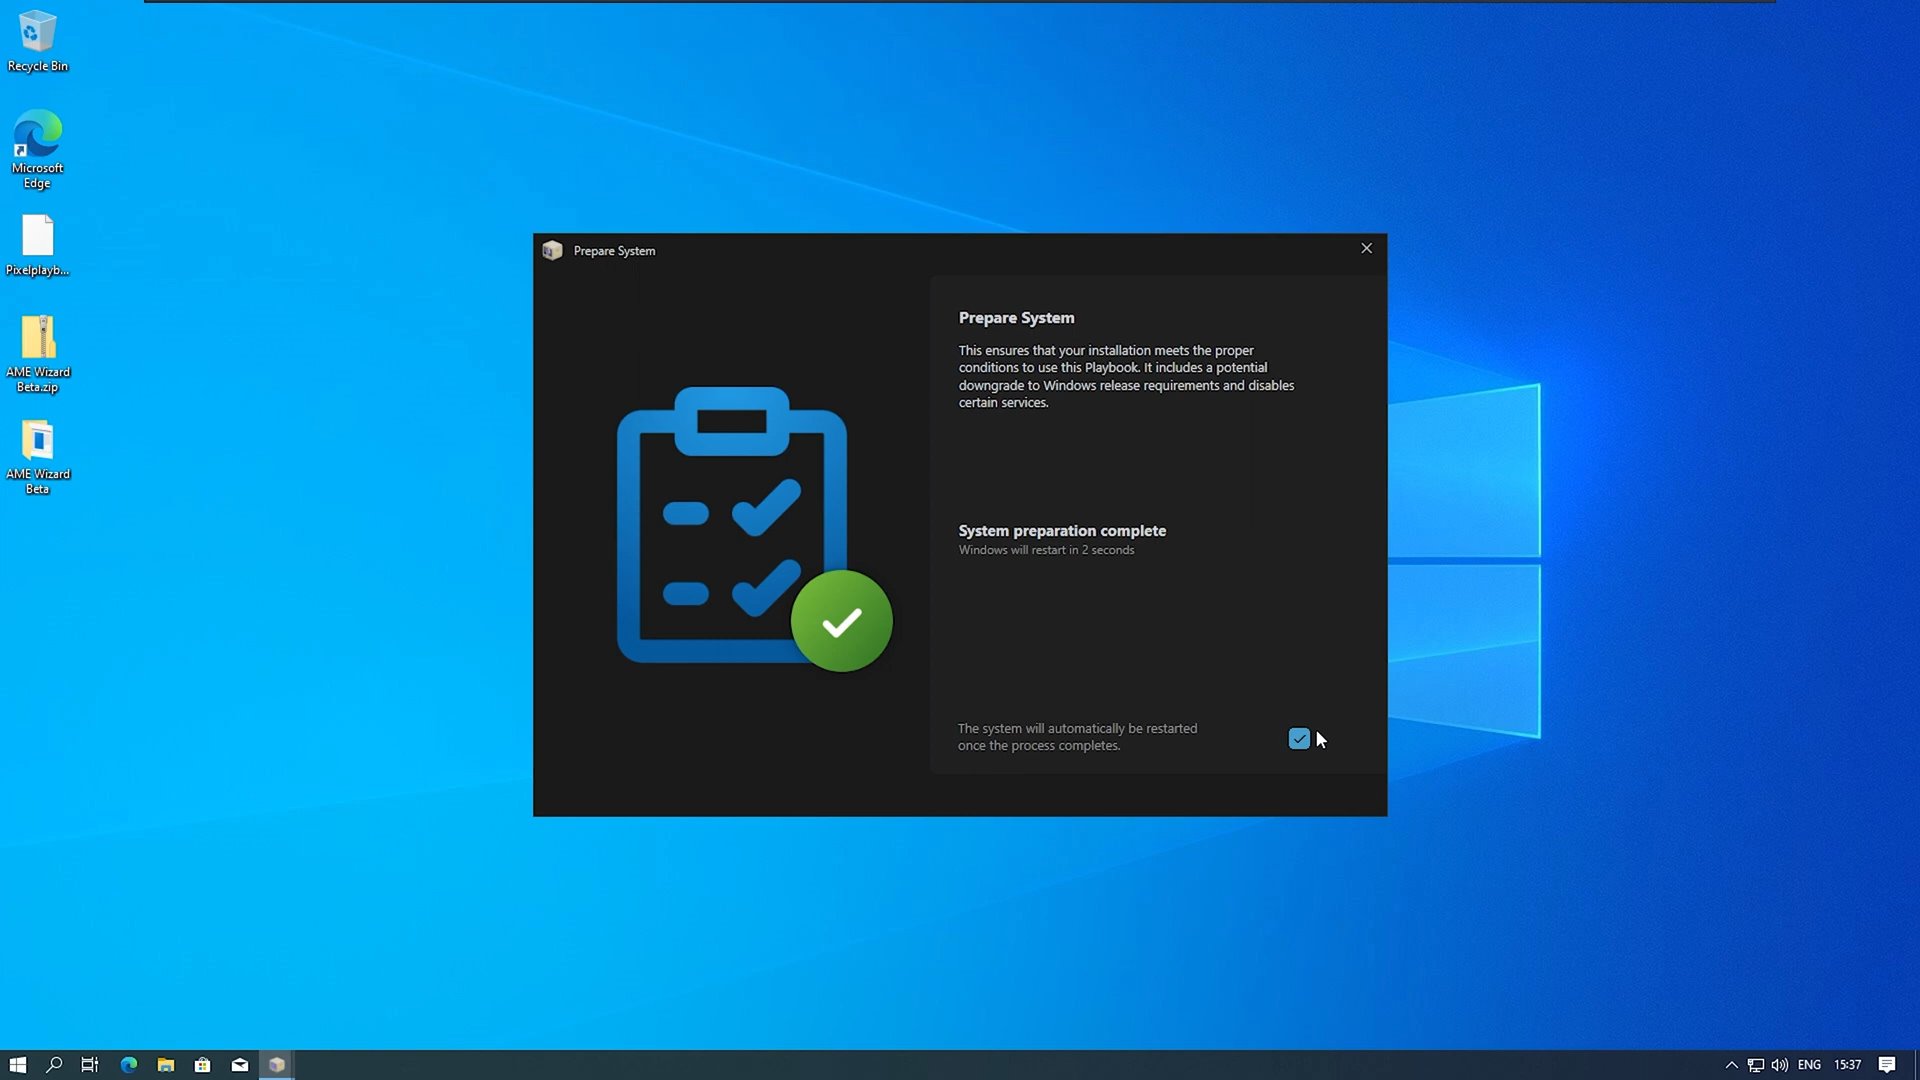 Recycle Bin
Microsoft
Edge
Pixelplayb...
AME Wizard
Beta.zip
AME Wizard
Beta
Prepare System
Prepare System
This ensures that your installation meets the proper
conditions to use this Playbook. It includes a potential
downgrade to Windows release requirements and disables
certain services.
System preparation complete
Windows will restart in 2 seconds
The system will automatically be restarted
once the process completes.
ENG
15:37